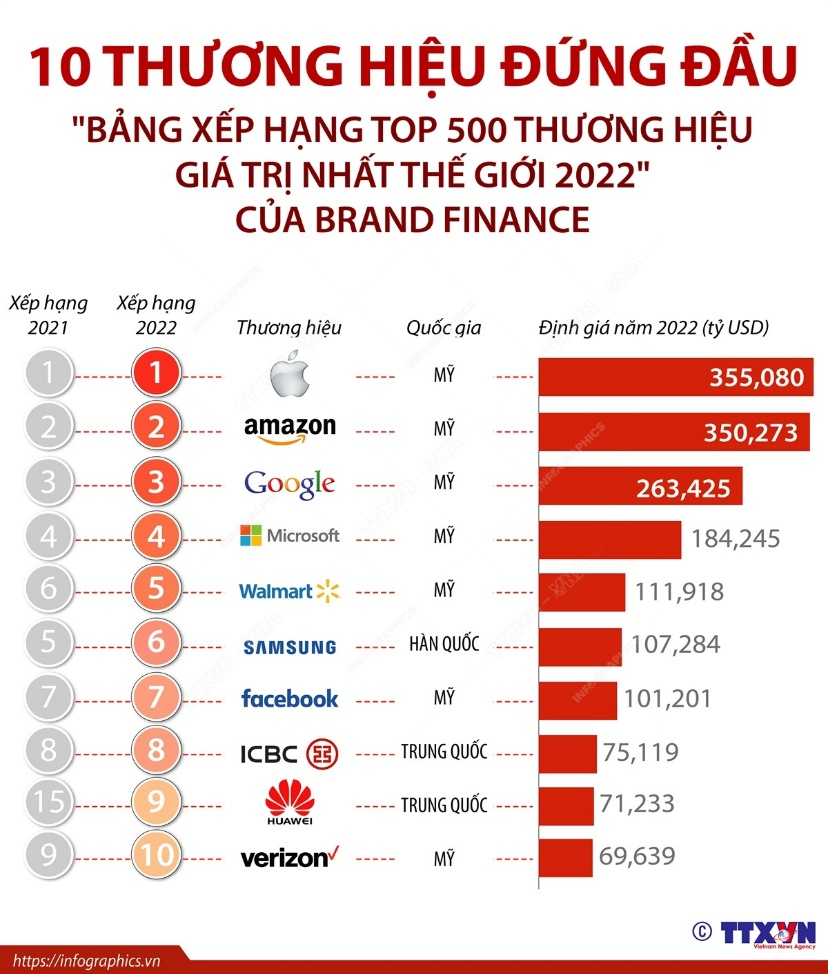 10 THƯƠNG HIỆU ĐỨNG ĐẦU
"BẢNG XẾP HẠNG TOP 500 THƯƠNG HIỆU
GIÁ TRỊ NHẤT THẾ GIỚI 2022"
CỦA BRAND FINANCE
Xếp hạng 2021 Xếp hạng 2022 Thương hiệu Quốc gia Định giá năm 2022 (tỷ USD)
1 1 MỸ 355,080
2 2 amazon MỸ 350,273
3 3 Google MỸ 263,425
4 4 Microsoft MỸ 184,245
6 5 Walmart MỸ 111,918
5 6 SAMSUNG HÀN QUỐC 107,284
7 7 facebook MỸ 101,201
8 8 ICBC TRUNG QUỐC 75,119
15 9 HUAWEI TRUNG QUỐC 71,233
9 10 verizon MỸ 69,639
© TTXVN
Vietnam News Agency
https://infographics.vn